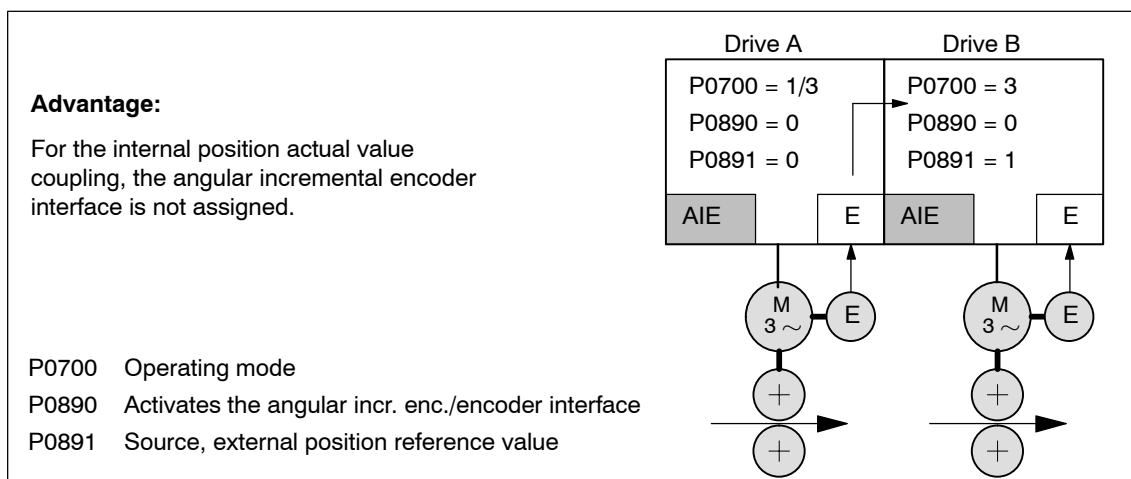 Drive A Drive B
Advantage:
For the internal position actual value
coupling, the angular incremental encoder
interface is not assigned.
P0700 = 1/3
P0890 = 0
P0891 = 0
P0700 = 3
P0890 = 0
P0891 = 1
AIE E AIE E
M
3 ∼
E
M
3 ∼
E
+ +
+ +
P0700 Operating mode
P0890 Activates the angular incr. enc./encoder interface
P0891 Source, external position reference value